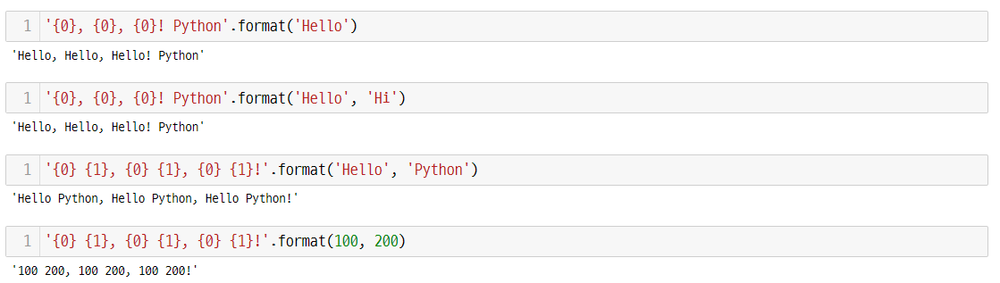 1 '{0}, {0}, {0}! Python'.format('Hello')
'Hello, Hello, Hello! Python'
1 '{0}, {0}, {0}! Python'.format('Hello', 'Hi')
'Hello, Hello, Hello! Python'
1 '{0} {1}, {0} {1}, {0} {1}!'.format('Hello', 'Python')
'Hello Python, Hello Python, Hello Python!'
1 '{0} {1}, {0} {1}, {0} {1}!'.format(100, 200)
'100 200, 100 200, 100 200!'